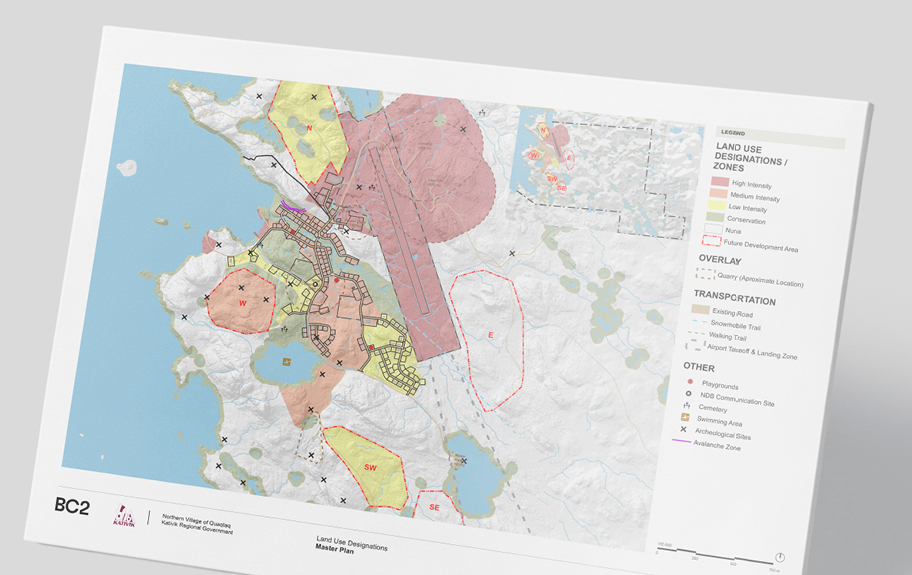 N
W
E
SW
SE
N
W
E
SW
SE
LEGEND
LAND USE
DESIGNATIONS /
ZONES
High Intensity
Medium Intensity
Low Intensity
Conservation
Nuna
Future Development Area
OVERLAY
Quarry (Aproximate Location)
TRANSPORTATION
Existing Road
Snowmobile Trail
Walking Trail
Airport Takeoff & Landing Zone
OTHER
Playgrounds
NDB Communication Site
Cemetery
Swimming Area
Archeological Sites
Avalanche Zone
BC2
KATIVIK
Northern Village of Quaqtaq
Kativik Regional Government
Land Use Designations
Master Plan